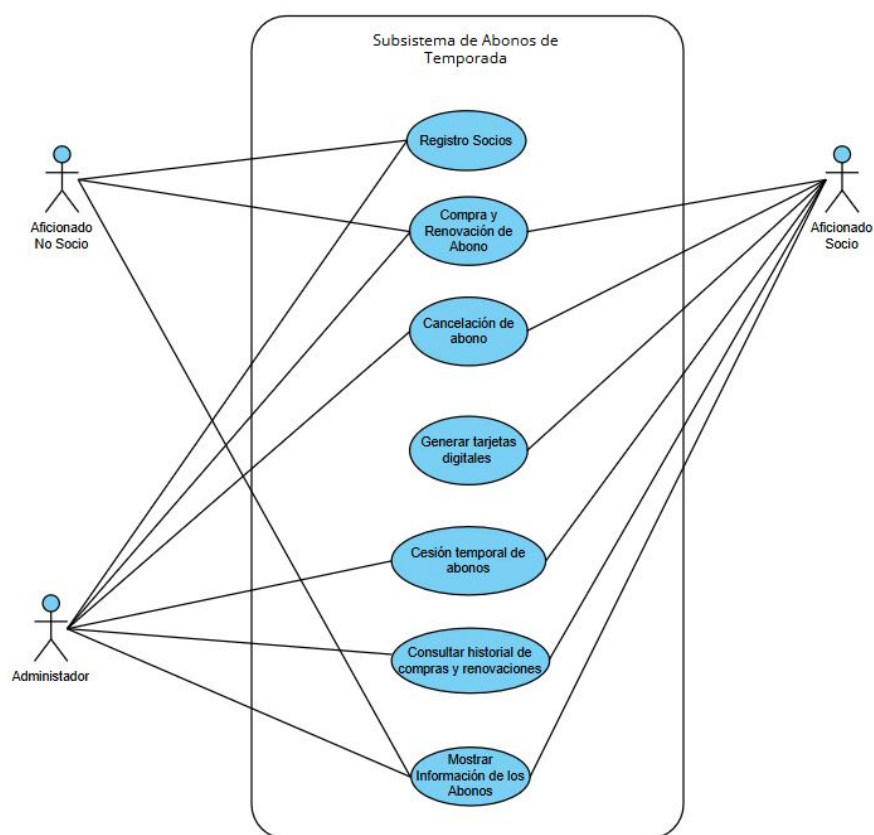 Subsistema de Abonos de
Temporada
Registro Socios
Aficionado
No Socio
Compra y
Renovación de
Abono
Aficionado
Socio
Cancelación de
abono
Generar tarjetas
digitales
Cesión temporal de
abonos
Administador
Consultar historial de
compras y renovaciones
Mostrar
Información de los
Abonos